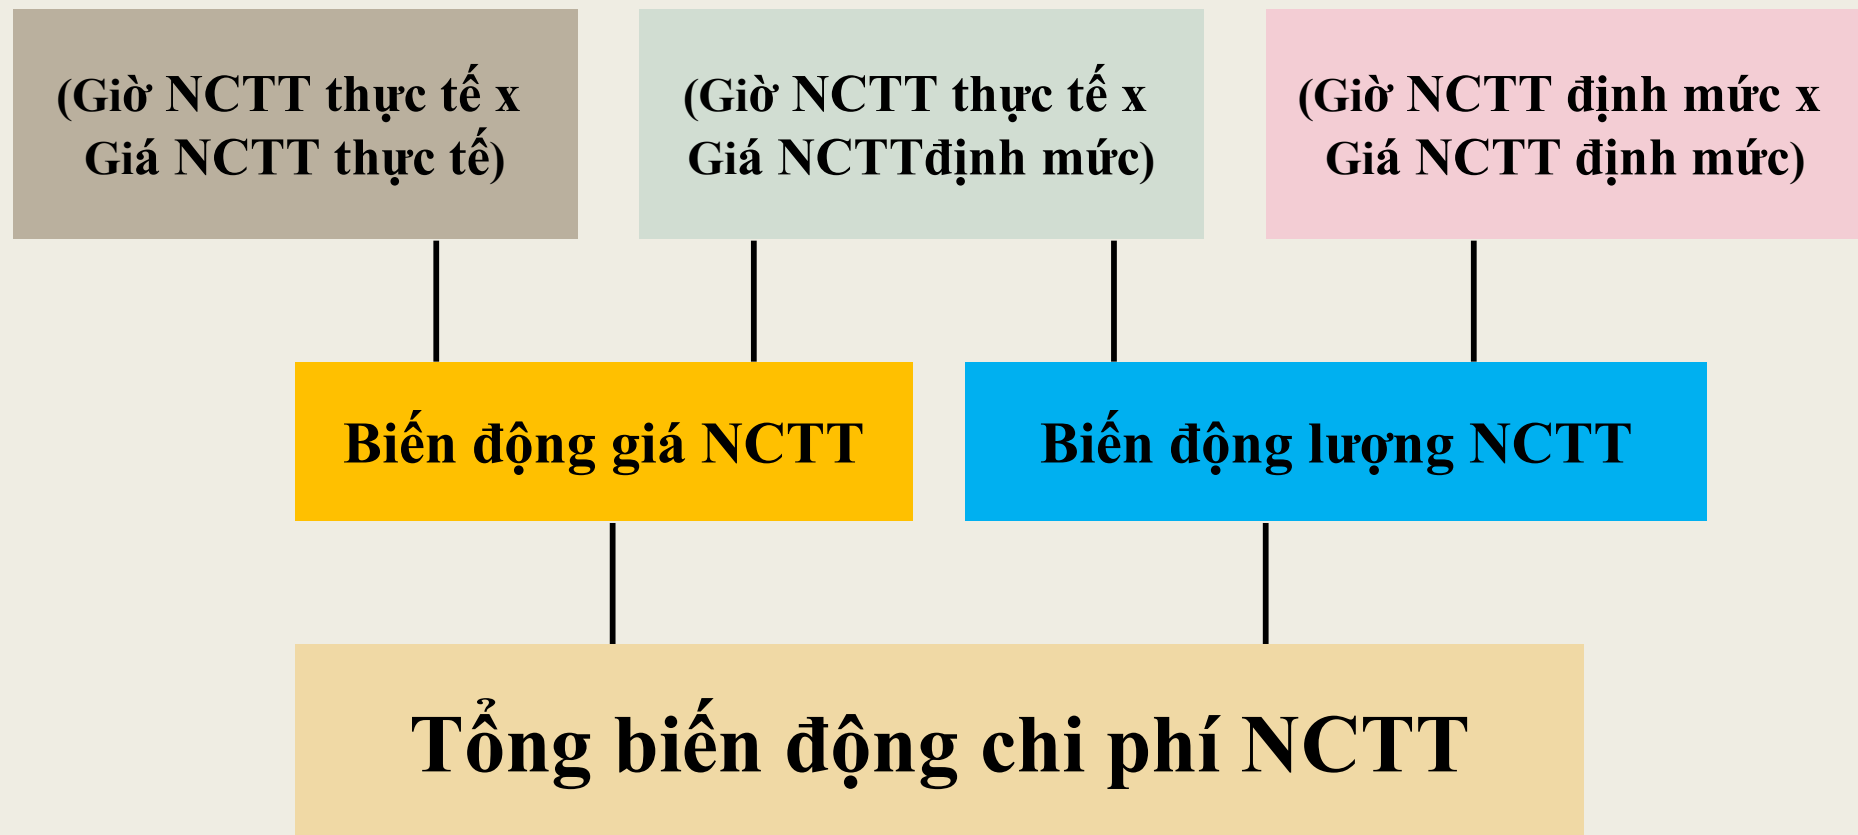 (Giờ NCTT thực tế x
Giá NCTT thực tế)
(Giờ NCTT thực tế x
Giá NCTTđịnh mức)
(Giờ NCTT định mức x
Giá NCTT định mức)
Biến động giá NCTT
Biến động lượng NCTT
Tổng biến động chi phí NCTT